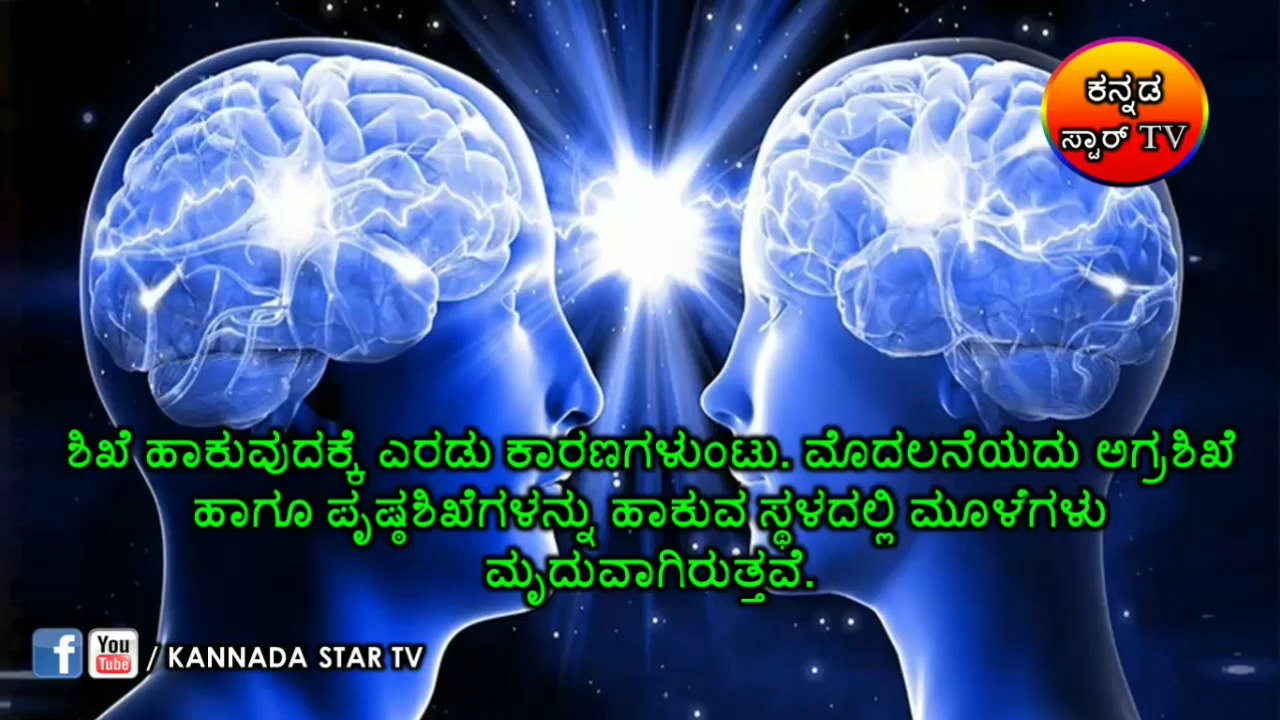 ಕನ್ನಡ
ಸ್ಟಾರ್ TV
ಶಿಖೆ ಹಾಕುವುದಕ್ಕೆ ಎರಡು ಕಾರಣಗಳುಂಟು. ಮೊದಲನೆಯದು ಅಗ್ರಶಿಖೆ
ಹಾಗೂ ಪೃಷ್ಠಶಿಖೆಗಳನ್ನು ಹಾಕುವ ಸ್ಥಳದಲ್ಲಿ ಮೂಳೆಗಳು
ಮೃದುವಾಗಿರುತ್ತವೆ.
f You Tube / KANNADA STAR TV